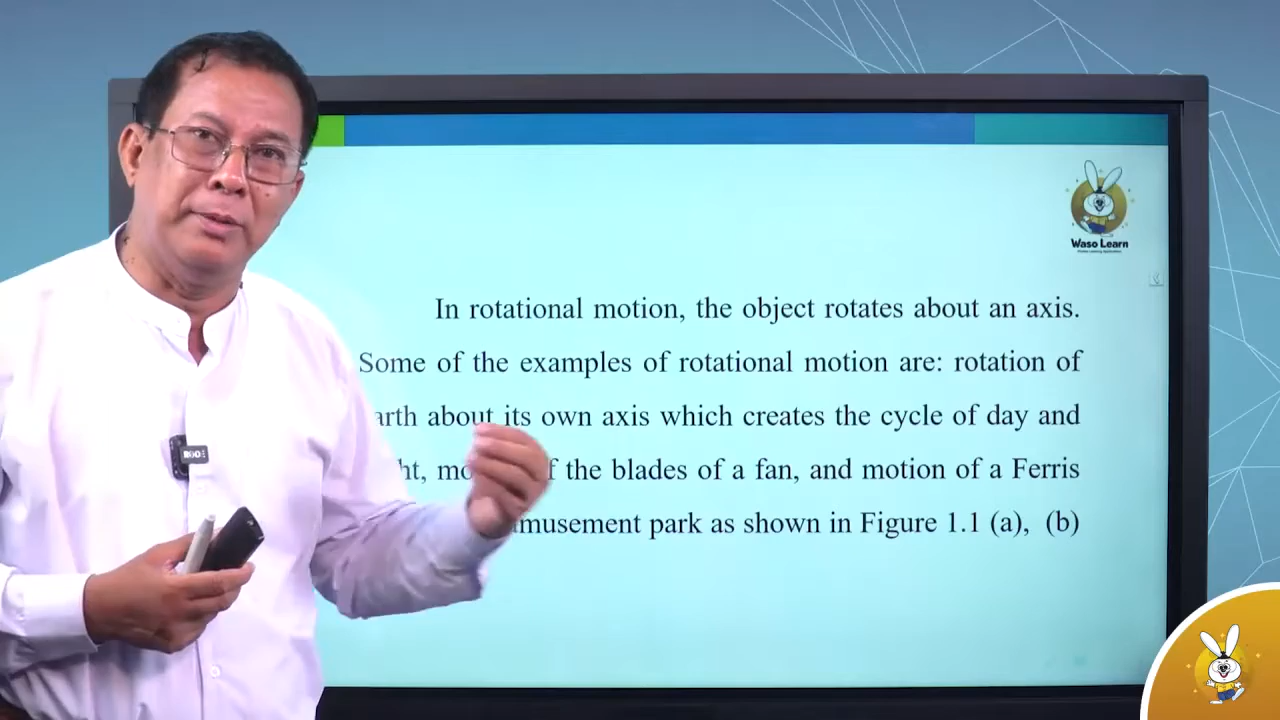 Waso Learn
In rotational motion, the object rotates about an axis.
Some of the examples of rotational motion are: rotation of
arth about its own axis which creates the cycle of day and
ht, mo f the blades of a fan, and motion of a Ferris
musement park as shown in Figure 1.1 (a), (b)
RODE